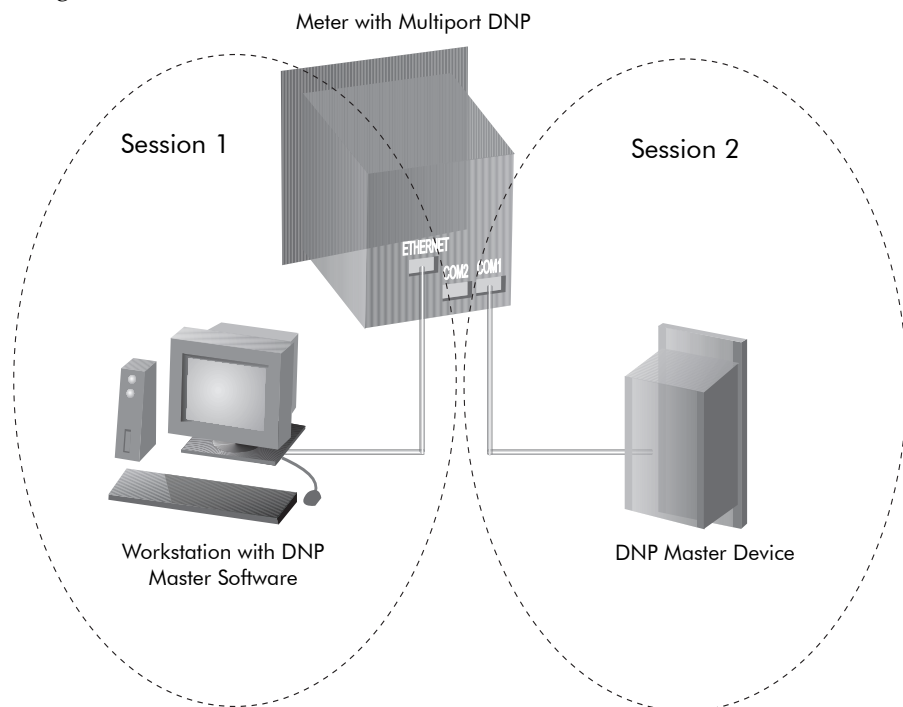 Meter with Multiport DNP
Session 1
Session 2
ETHERNET
COM2
COM1
Workstation with DNP
Master Software
DNP Master Device